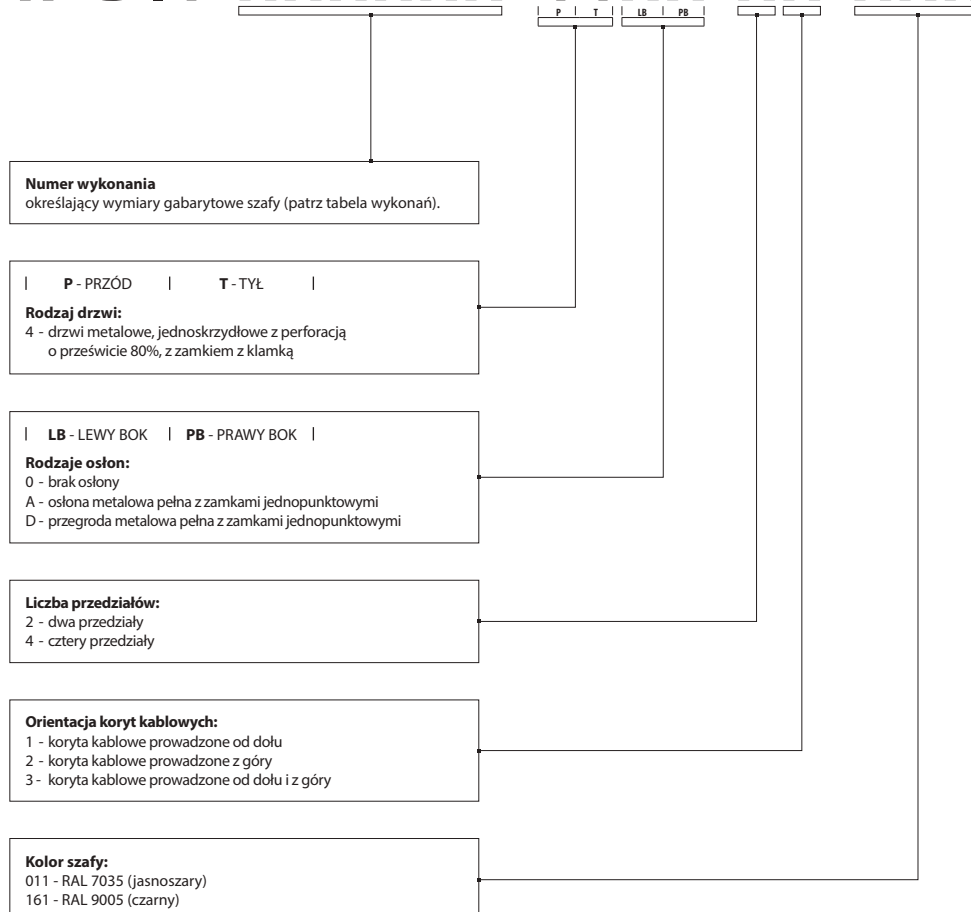 P T LB PB
Numer wykonania
określający wymiary gabarytowe szafy (patrz tabela wykonań).
| P - PRZÓD | T - TYŁ |
Rodzaj drzwi:
4 - drzwi metalowe, jednoskrzydłowe z perforacją
o prześwicie 80%, z zamkiem z klamką
| LB - LEWY BOK | PB - PRAWY BOK |
Rodzaje osłon:
0 - brak osłony
A - osłona metalowa pełna z zamkami jednopunktowymi
D - przegroda metalowa pełna z zamkami jednopunktowymi
Liczba przedziałów:
2 - dwa przedziały
4 - cztery przedziały
Orientacja koryt kablowych:
1 - koryta kablowe prowadzone od dołu
2 - koryta kablowe prowadzone z góry
3 - koryta kablowe prowadzone od dołu i z góry
Kolor szafy:
011 - RAL 7035 (jasnoszary)
161 - RAL 9005 (czarny)